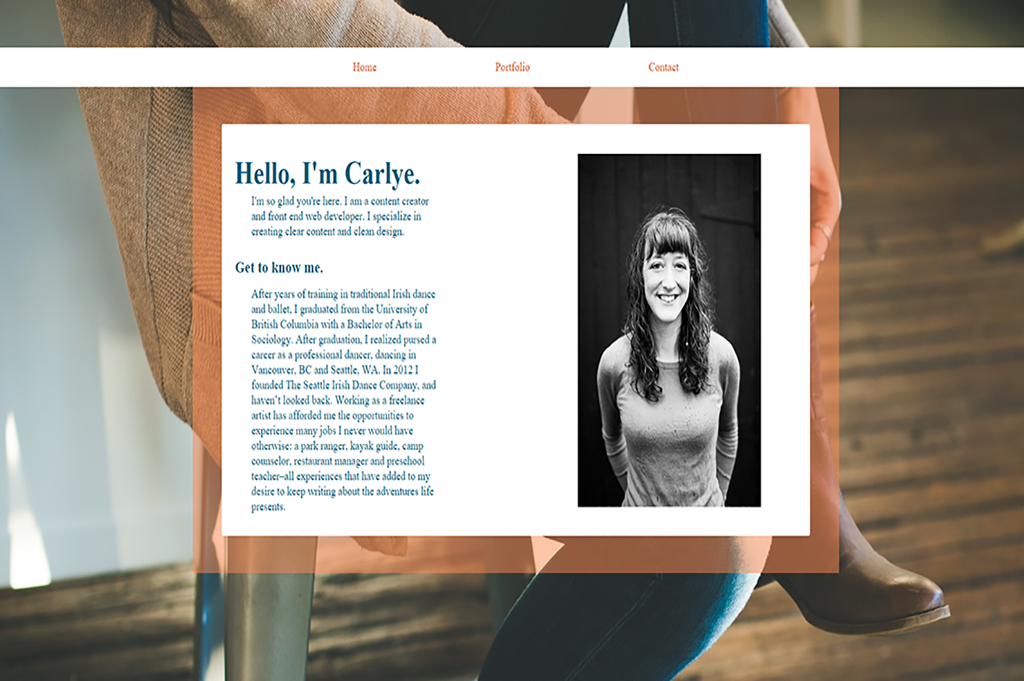 Home Portfolio Contact
Hello, I'm Carlye.
I'm so glad you're here. I am a content creator
and front end web developer. I specialize in
creating clear content and clean design.
Get to know me.
After years of training in traditional Irish dance
and ballet, I graduated from the University of
British Columbia with a Bachelor of Arts in
Sociology. After graduation, I realized pursed a
career as a professional dancer, dancing in
Vancouver, BC and Seattle, WA. In 2012 I
founded The Seattle Irish Dance Company, and
haven't looked back. Working as a freelance
artist has afforded me the opportunities to
experience many jobs I never would have
otherwise: a park ranger, kayak guide, camp
counselor, restaurant manager and preschool
teacher–all experiences that have added to my
desire to keep writing about the adventures life
presents.